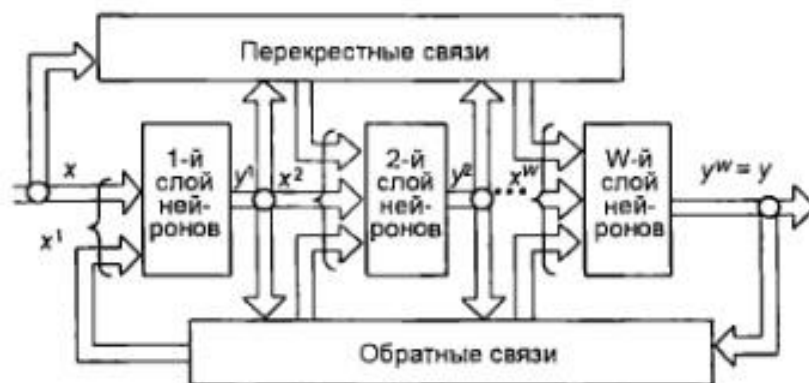 Перекрестные связи
x
1-й
слой
ней-
ронов
y¹
x²
2-й
слой
ней-
ронов
y²
...
xᵂ
W-й
слой
ней-
ронов
yᵂ = y
x¹
Обратные связи